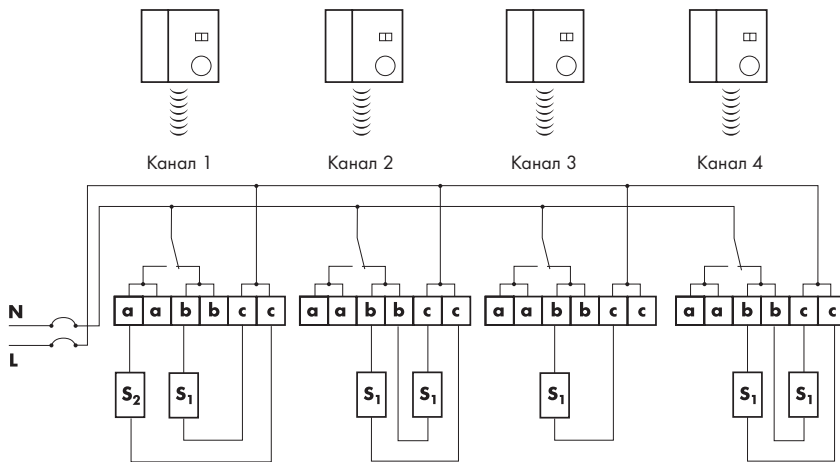 Канал 1 Канал 2 Канал 3 Канал 4
N
a a b b c c a a b b c c a a b b c c a a b b c c
L
S₂ S₁ S₁ S₁ S₁ S₁ S₁